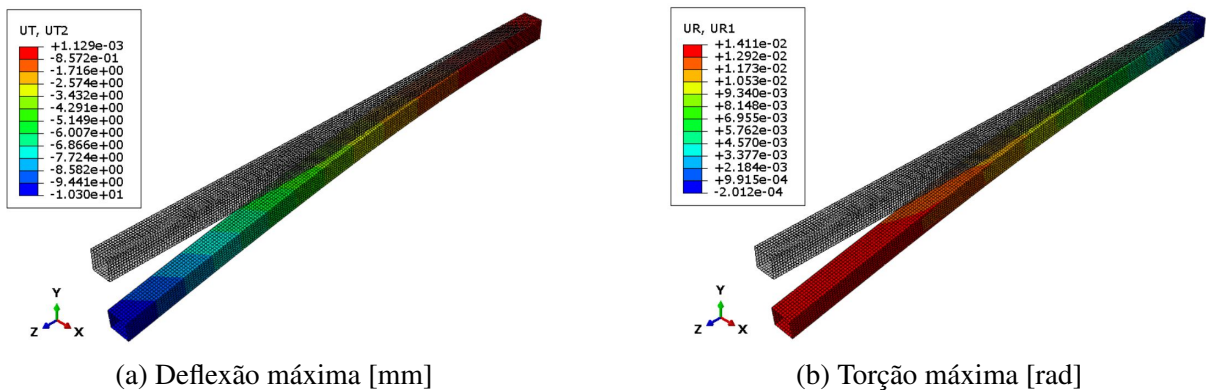 UT, UT2
+1.129e-03
-8.572e-01
-1.716e+00
-2.574e+00
-3.432e+00
-4.291e+00
-5.149e+00
-6.007e+00
-6.866e+00
-7.724e+00
-8.582e+00
-9.441e+00
-1.030e+01
Y
Z
X
(a) Deflexão máxima [mm]
UR, UR1
+1.411e-02
+1.292e-02
+1.173e-02
+1.053e-02
+9.340e-03
+8.148e-03
+6.955e-03
+5.762e-03
+4.570e-03
+3.377e-03
+2.184e-03
+9.915e-04
-2.012e-04
Y
Z
X
(b) Torção máxima [rad]